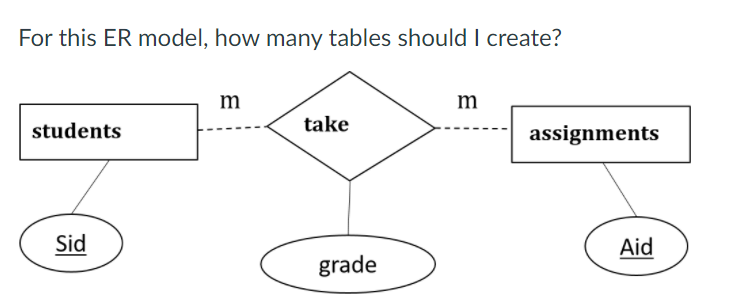 For this ER model, how many tables should I create?
m
m
students
take
assignments
Sid
grade
Aid